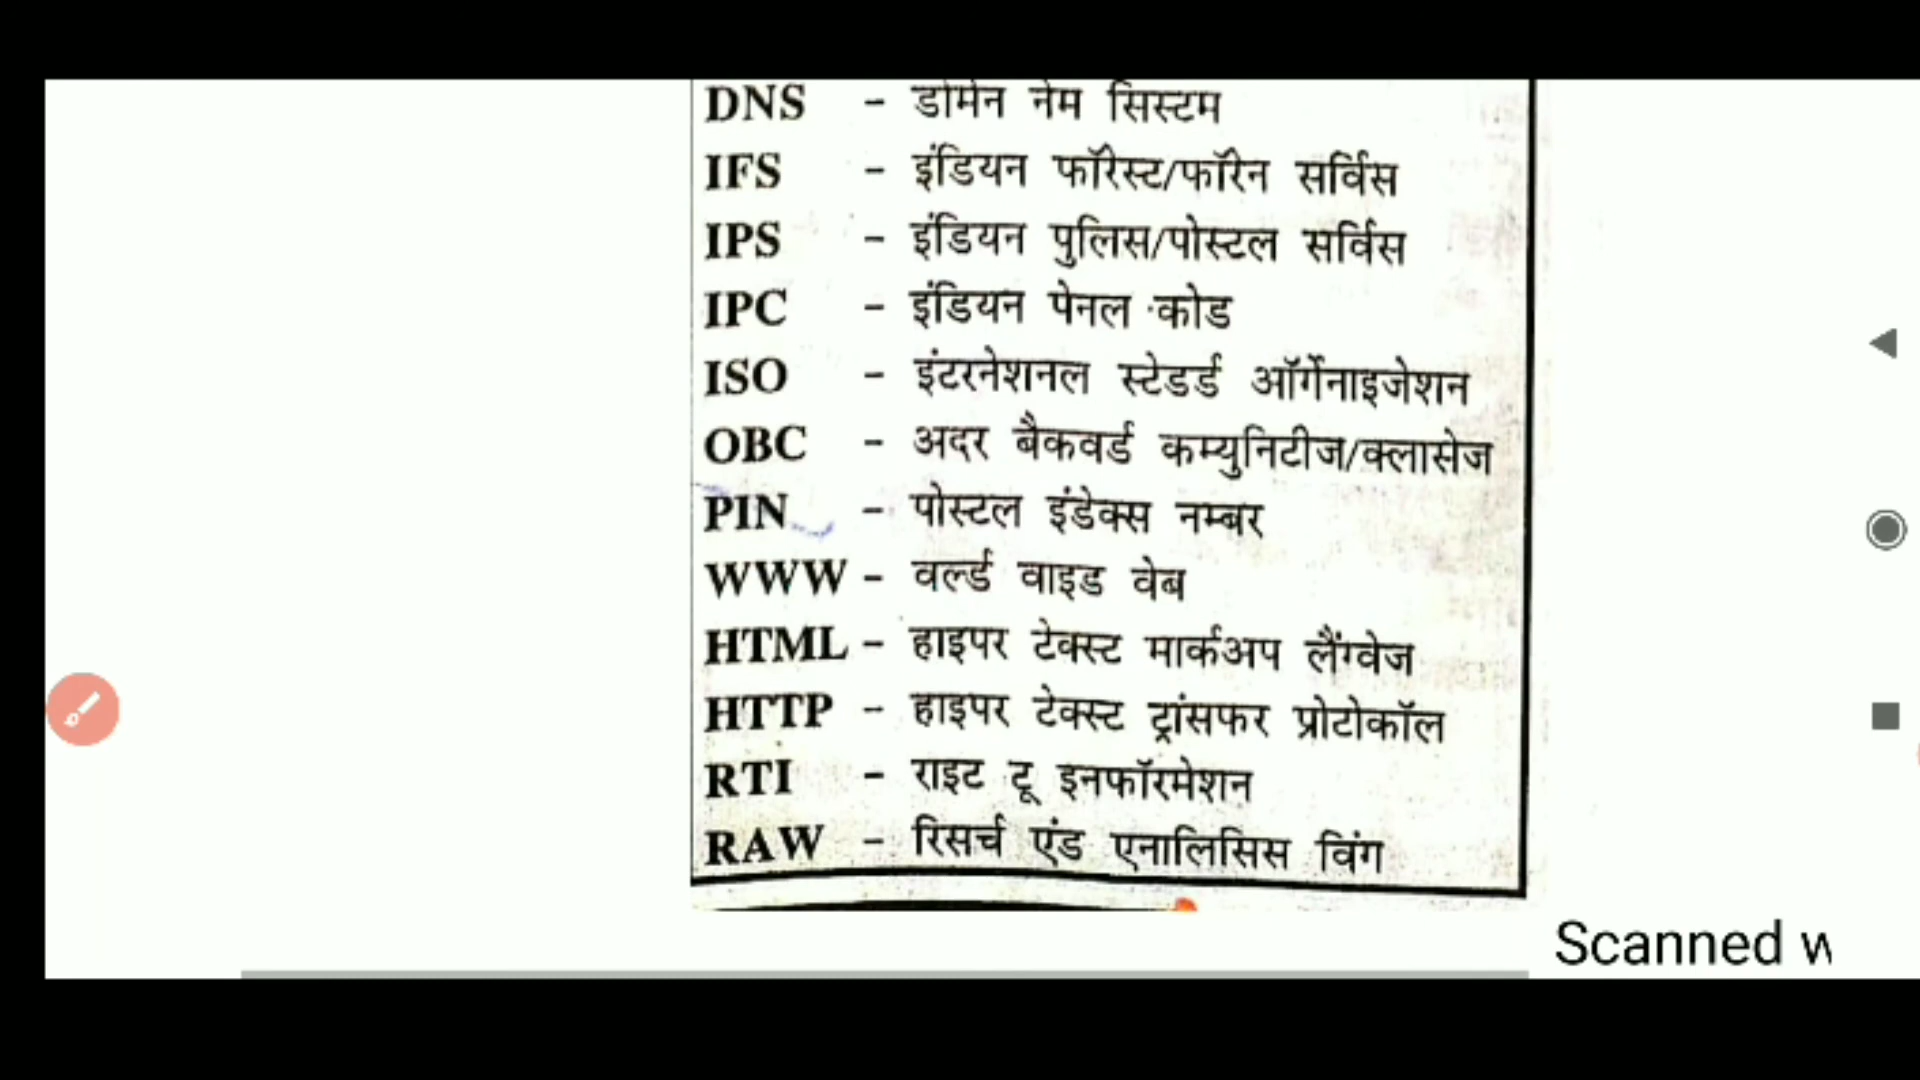 DNS - डोमेन नेम सिस्टम
IFS - इंडियन फॉरेस्ट/फॉरेन सर्विस
IPS - इंडियन पुलिस/पोस्टल सर्विस
IPC - इंडियन पेनल कोड
ISO - इंटरनेशनल स्टेडर्ड ऑर्गेनाइजेशन
OBC - अदर बैकवर्ड कम्युनिटीज/क्लासेज
PIN - पोस्टल इंडेक्स नम्बर
WWW - वर्ल्ड वाइड वेब
HTML - हाइपर टेक्स्ट मार्कअप लैंग्वेज
HTTP - हाइपर टेक्स्ट ट्रांसफर प्रोटोकॉल
RTI - राइट टू इनफॉरमेशन
RAW - रिसर्च एंड एनालिसिस विंग
Scanned